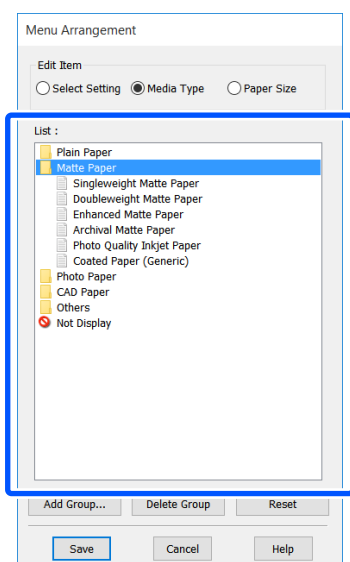 Menu Arrangement
Edit Item
Select Setting Media Type Paper Size
List :
Plain Paper
Matte Paper
Singleweight Matte Paper
Doubleweight Matte Paper
Enhanced Matte Paper
Archival Matte Paper
Photo Quality Inkjet Paper
Coated Paper (Generic)
Photo Paper
CAD Paper
Others
Not Display
Add Group... Delete Group Reset
Save Cancel Help